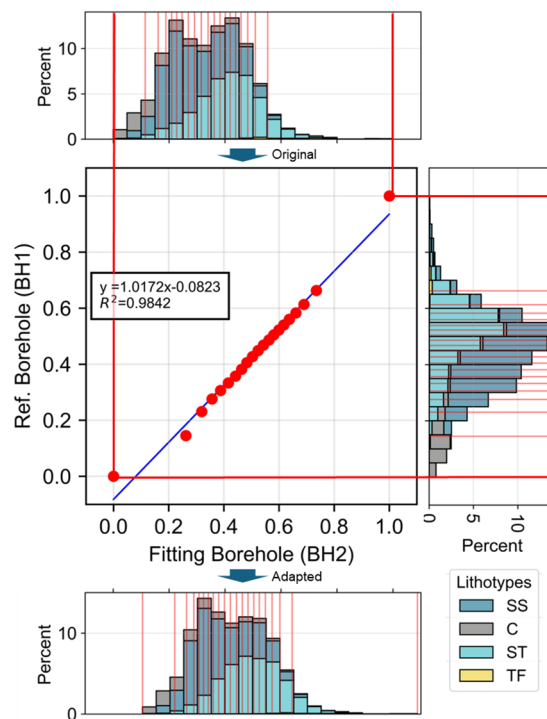 10
5
0
Percent
Original
1.0
0.8
0.6
0.4
0.2
0.0
Ref. Borehole (BH1)
y =1.0172x-0.0823
R²=0.9842
0.0 0.2 0.4 0.6 0.8 1.0
Fitting Borehole (BH2)
0 5 10
Percent
Adapted
10
0
Percent
Lithotypes
SS
C
ST
TF